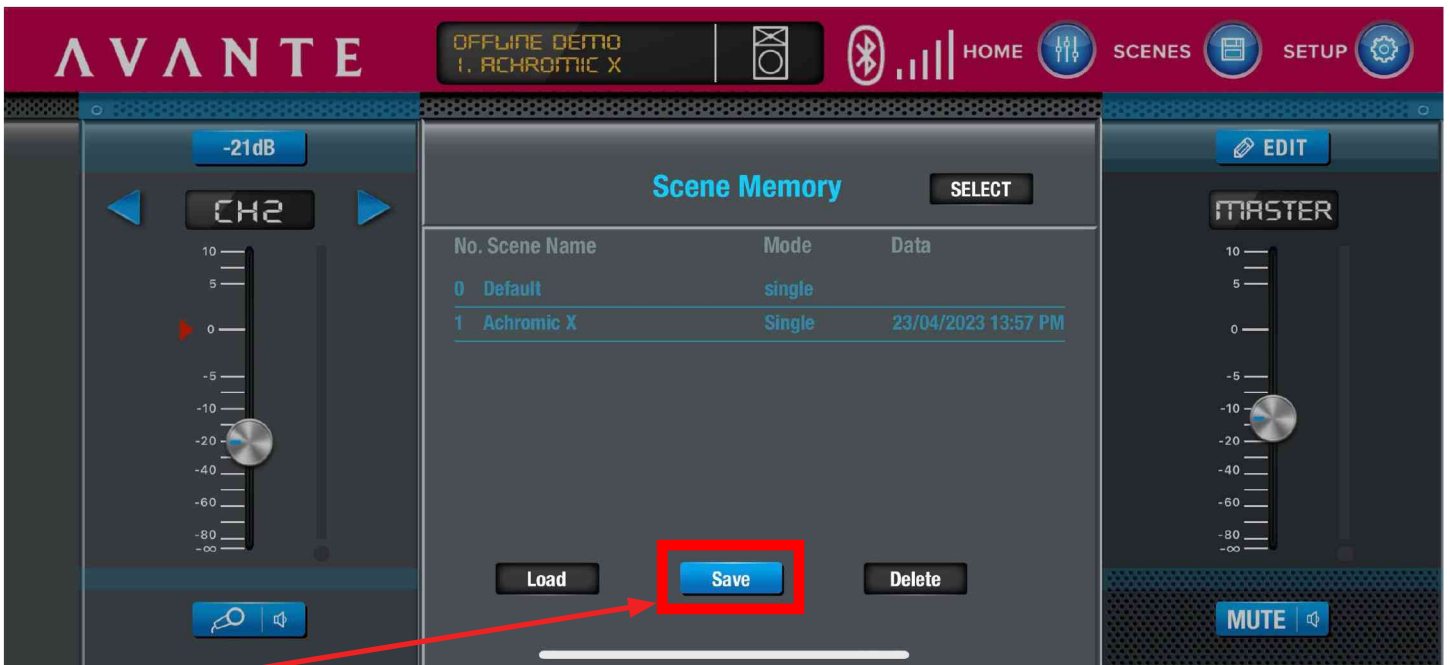 AVANTE
OFFLINE DEMO
1. ACHROMIC X
HOME
SCENES
SETUP
-21dB
CH2
10
5
0
-5
-10
-20
-40
-60
-80
-∞
Scene Memory
SELECT
No. Scene Name Mode Data
0 Default single
1 Achromic X Single 23/04/2023 13:57 PM
Load
Save
Delete
EDIT
MASTER
10
5
0
-5
-10
-20
-40
-60
-80
-∞
MUTE